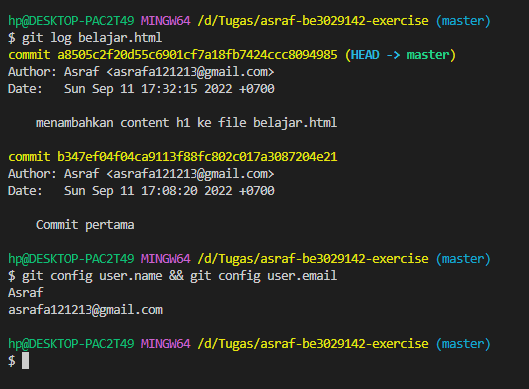 hp@DESKTOP-PAC2T49 MINGW64 /d/Tugas/asraf-be3029142-exercise (master)
$ git log belajar.html
commit a8505c2f20d55c6901cf7a18fb7424ccc8094985 (HEAD -> master)
Author: Asraf <asrafa121213@gmail.com>
Date:   Sun Sep 11 17:32:15 2022 +0700
    menambahkan content h1 ke file belajar.html
commit b347ef04f04ca9113f88fc802c017a3087204e21
Author: Asraf <asrafa121213@gmail.com>
Date:   Sun Sep 11 17:08:20 2022 +0700
    Commit pertama
hp@DESKTOP-PAC2T49 MINGW64 /d/Tugas/asraf-be3029142-exercise (master)
$ git config user.name && git config user.email
Asraf
asrafa121213@gmail.com
hp@DESKTOP-PAC2T49 MINGW64 /d/Tugas/asraf-be3029142-exercise (master)
$